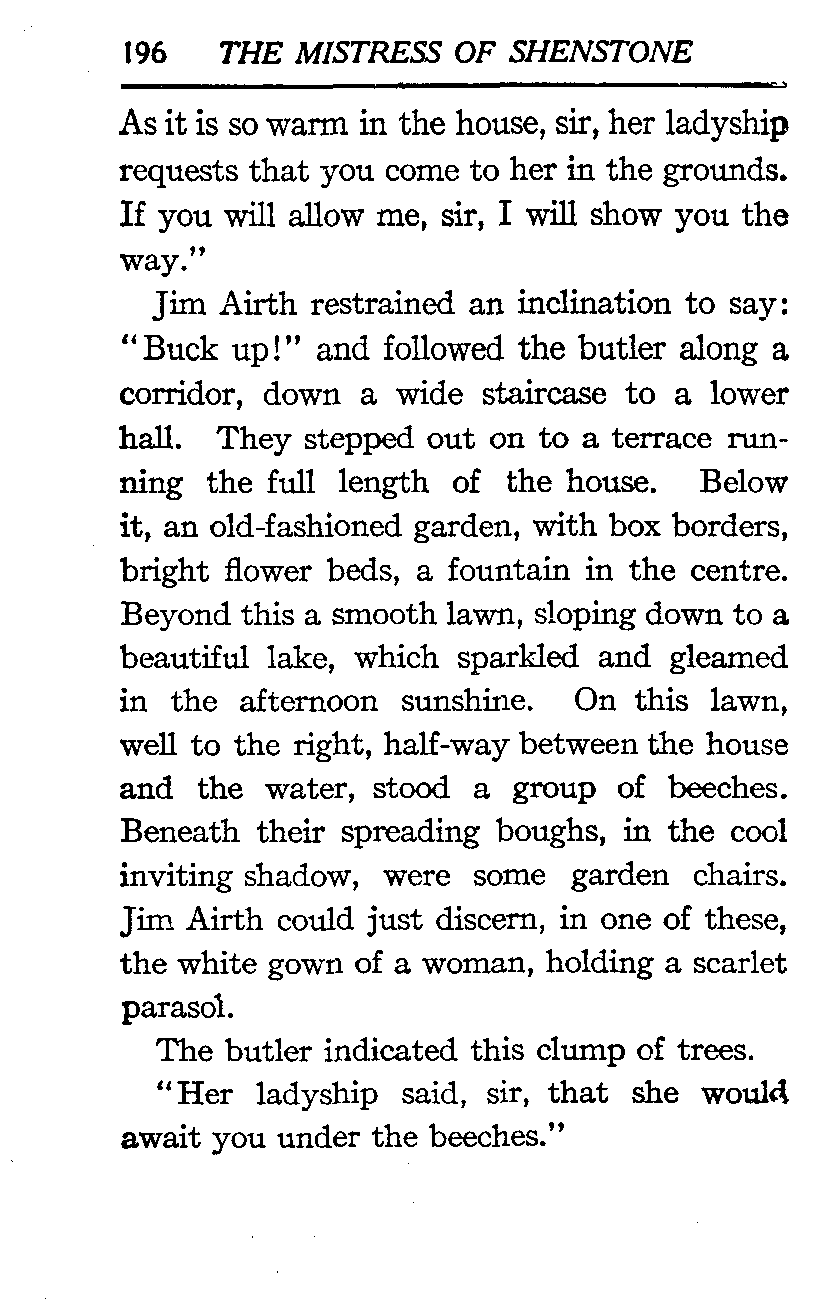 196 THE MISTRESS OF SHENSTONE
As it is so warm in the house, sir, her ladyship
requests that you come to her in the grounds.
If you will allow me, sir, I will show you the
way."
Jim Airth restrained an inclination to say:
"Buck up!" and followed the butler along a
corridor, down a wide staircase to a lower
hall. They stepped out on to a terrace run-
ning the full length of the house. Below
it, an old-fashioned garden, with box borders,
bright flower beds, a fountain in the centre.
Beyond this a smooth lawn, sloping down to a
beautiful lake, which sparkled and gleamed
in the afternoon sunshine. On this lawn,
well to the right, half-way between the house
and the water, stood a group of beeches.
Beneath their spreading boughs, in the cool
inviting shadow, were some garden chairs.
Jim Airth could just discern, in one of these,
the white gown of a woman, holding a scarlet
parasol.
The butler indicated this clump of trees.
"Her ladyship said, sir, that she would
await you under the beeches."